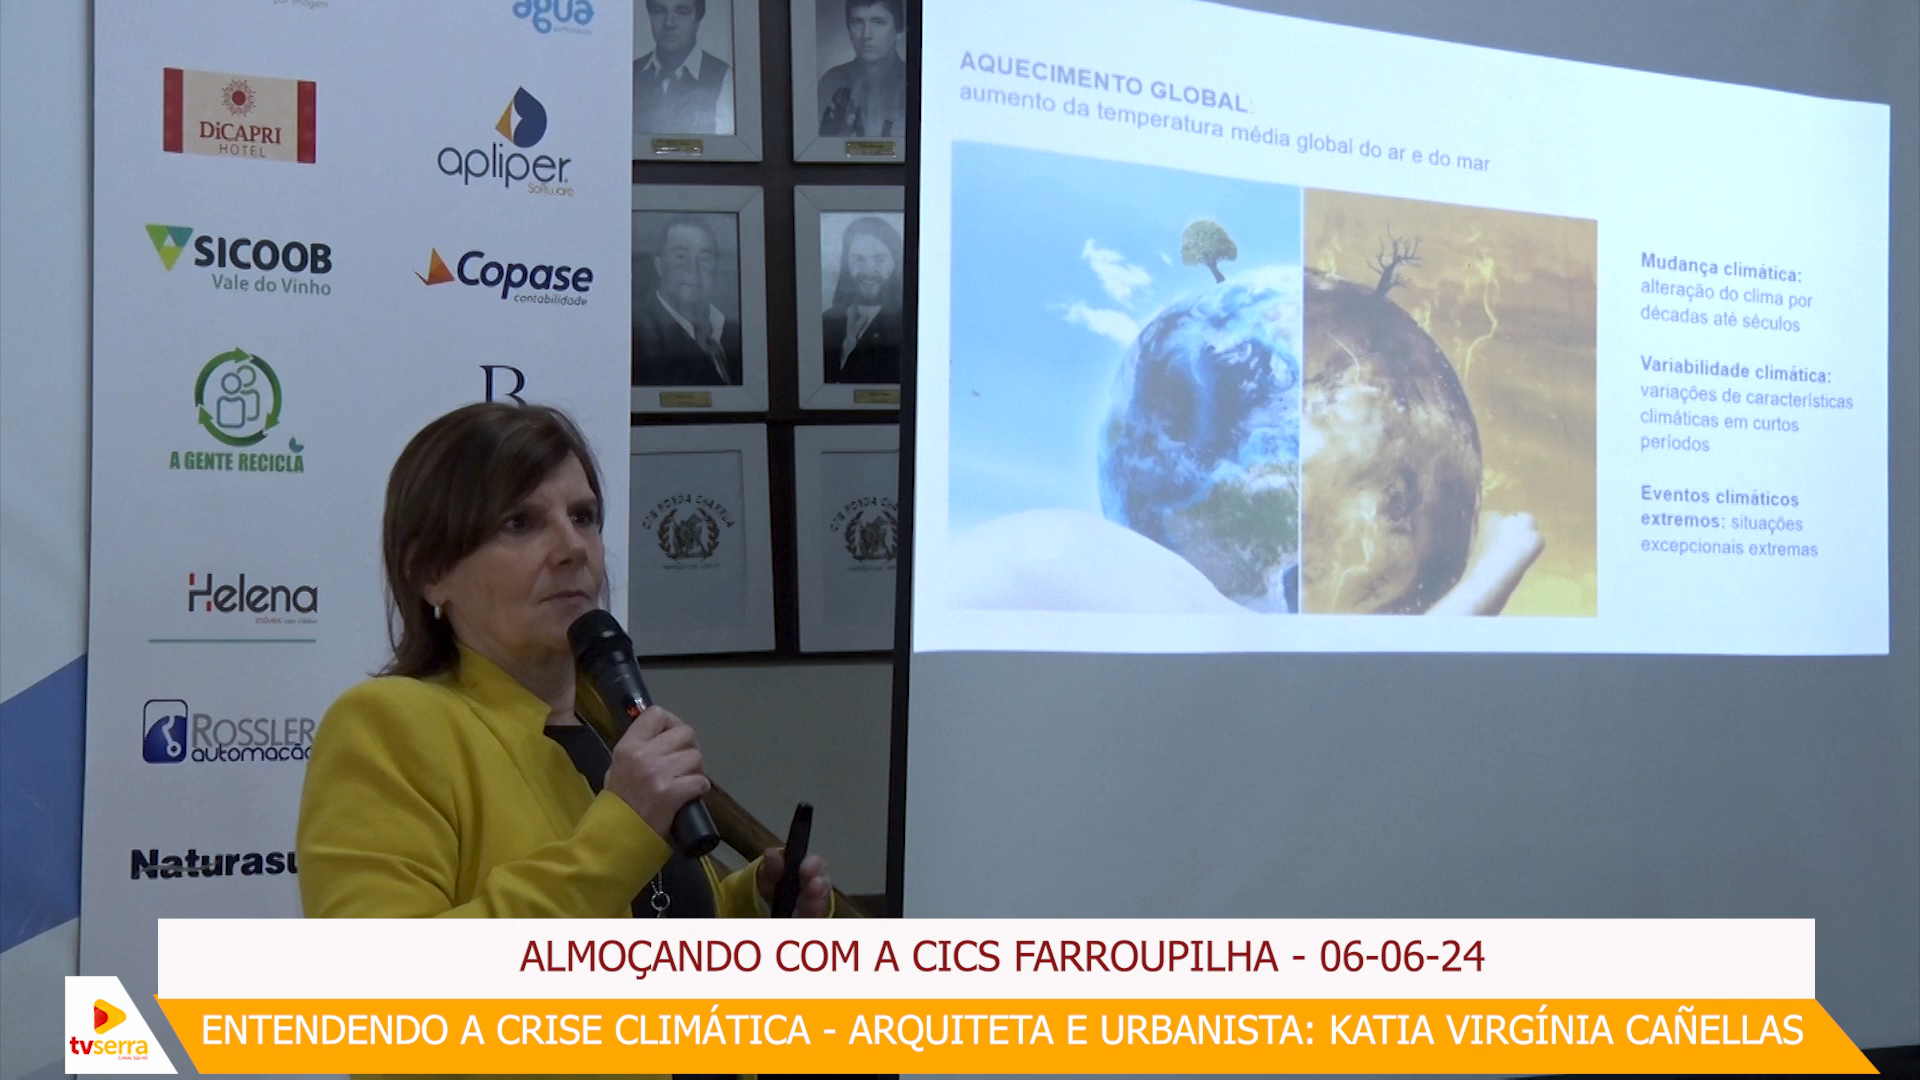 por imagem
água
DiCAPRI
HOTEL
apliper
Software
SICOOB
Vale do Vinho
Copase
contabilidade
A GENTE RECICLA
R
Helena
ROSSLER
automação
Naturasu
AQUECIMENTO GLOBAL:
aumento da temperatura média global do ar e do mar
Mudança climática:
alteração do clima por
décadas até séculos
Variabilidade climática:
variações de características
climáticas em curtos
períodos
Eventos climáticos
extremos: situações
excepcionais extremas
ALMOÇANDO COM A CICS FARROUPILHA - 06-06-24
tvserra
ENTENDENDO A CRISE CLIMÁTICA - ARQUITETA E URBANISTA: KATIA VIRGÍNIA CAÑELLAS